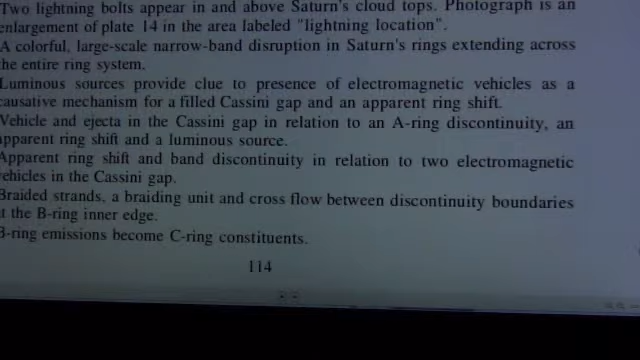 Two lightning bolts appear in and above Saturn's cloud tops. Photograph is an
enlargement of plate 14 in the area labeled "lightning location".
A colorful, large-scale narrow-band disruption in Saturn's rings extending across
the entire ring system.
Luminous sources provide clue to presence of electromagnetic vehicles as a
causative mechanism for a filled Cassini gap and an apparent ring shift.
Vehicle and ejecta in the Cassini gap in relation to an A-ring discontinuity, an
apparent ring shift and a luminous source.
Apparent ring shift and band discontinuity in relation to two electromagnetic
vehicles in the Cassini gap.
Braided strands, a braiding unit and cross flow between discontinuity boundaries
at the B-ring inner edge.
B-ring emissions become C-ring constituents.
114